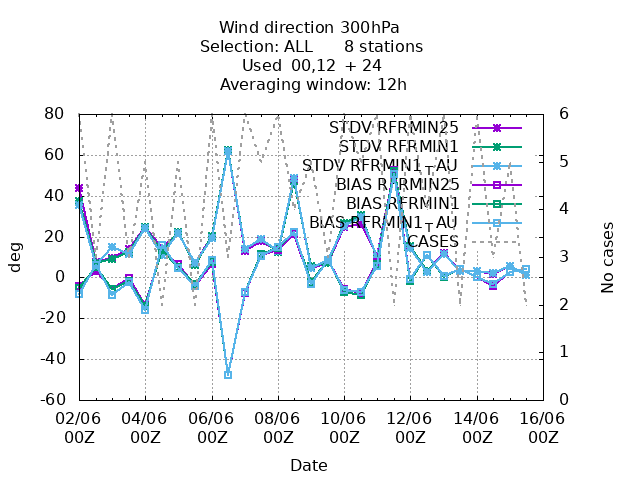 Wind direction 300hPa
Selection: ALL 8 stations
Used 00,12 + 24
Averaging window: 12h
80
60
40
20
0
-20
-40
-60
deg
6
5
4
3
2
1
0
No cases
STDV RFRMIN25
STDV RFRMIN1
STDV RFRMIN1_AU
BIAS RFRMIN25
BIAS RFRMIN1
BIAS RFRMIN1_AU
CASES
02/06 04/06 06/06 08/06 10/06 12/06 14/06 16/06
00Z 00Z 00Z 00Z 00Z 00Z 00Z 00Z
Date